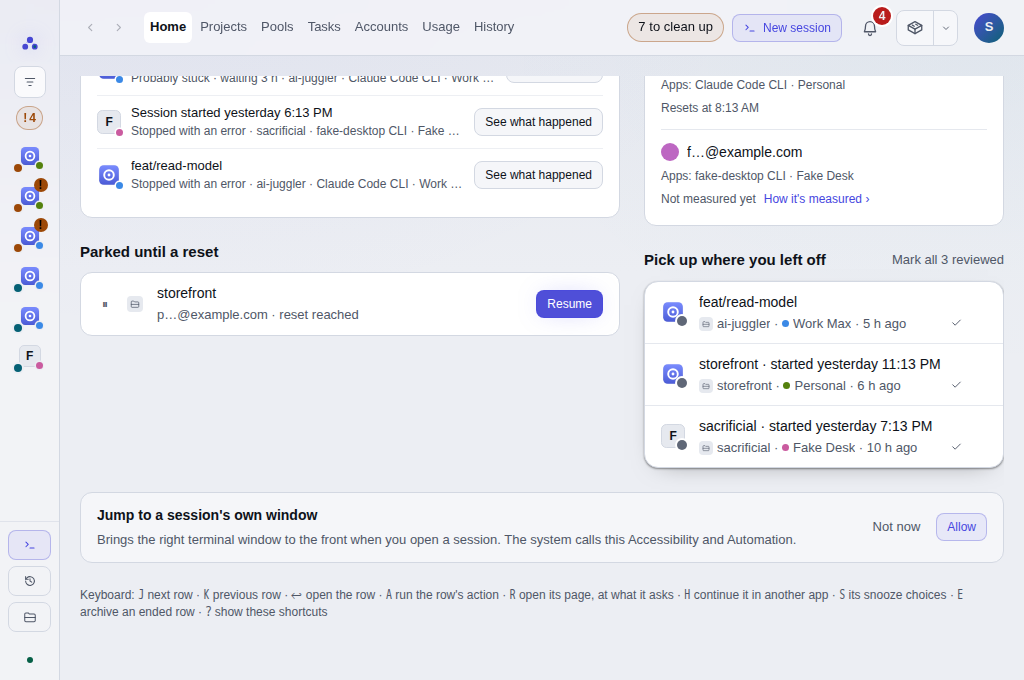 Home Projects Pools Tasks Accounts Usage History
7 to clean up
New session
4
S
!4
Probably stuck · waiting 3 h · ai-juggler · Claude Code CLI · Work …
F
Session started yesterday 6:13 PM
Stopped with an error · sacrificial · fake-desktop CLI · Fake …
See what happened
feat/read-model
Stopped with an error · ai-juggler · Claude Code CLI · Work …
See what happened
Apps: Claude Code CLI · Personal
Resets at 8:13 AM
f…@example.com
Apps: fake-desktop CLI · Fake Desk
Not measured yet How it's measured ›
Parked until a reset
storefront
p…@example.com · reset reached
Resume
Pick up where you left off
Mark all 3 reviewed
feat/read-model
ai-juggler · Work Max · 5 h ago
storefront · started yesterday 11:13 PM
storefront · Personal · 6 h ago
F
sacrificial · started yesterday 7:13 PM
sacrificial · Fake Desk · 10 h ago
!
!
F
Jump to a session's own window
Brings the right terminal window to the front when you open a session. The system calls this Accessibility and Automation.
Not now
Allow
Keyboard: J next row · K previous row · ↩ open the row · A run the row's action · R open its page, at what it asks · H continue it in another app · S its snooze choices · E
archive an ended row · ? show these shortcuts